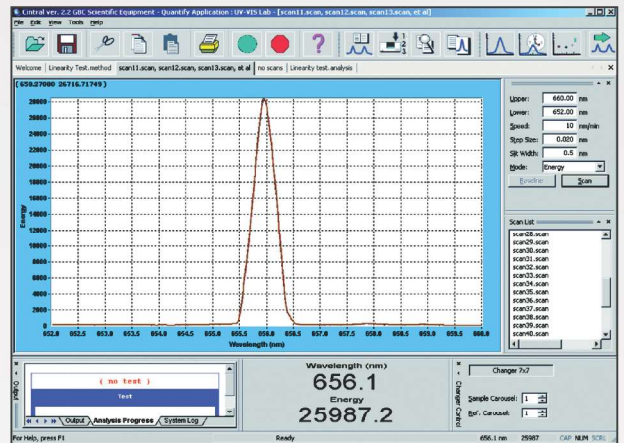 Cintral ver. 2.2 GBC Scientific Equipment - Quantify Application : UV-VIS Lab - [scan11.scan, scan12.scan, scan13.scan, et al]
File Edit View Tools Help
Welcome Linearity Test.method scan11.scan, scan12.scan, scan13.scan, et al no scans Linearity test.analysis
( 658.27000 26716.71749 )
28000
26000
24000
22000
20000
18000
16000
14000
12000
10000
8000
6000
4000
2000
0
Energy
652.0 652.5 653.0 653.5 654.0 654.5 655.0 655.5 656.0 656.5 657.0 657.5 658.0 658.5 659.0 659.5 660.0
Wavelength (nm)
Upper: 660.00 nm
Lower: 652.00 nm
Speed: 10 nm/min
Step Size: 0.020 nm
Slit Width: 0.5 nm
Mode: Energy
Baseline Scan
Scan List
scan28.scan
scan29.scan
scan30.scan
scan31.scan
scan32.scan
scan33.scan
scan34.scan
scan35.scan
scan36.scan
scan37.scan
scan38.scan
scan39.scan
scan40.scan
Output
( no text )
Test
Output Analysis Progress System Log
Wavelength (nm)
656.1
Energy
25987.2
Changer Control
Changer 7x7
Sample Carousel: 1
Ref. Carousel: 1
For Help, press F1 Ready 656.1 nm 25987 CAP NUM SCRL